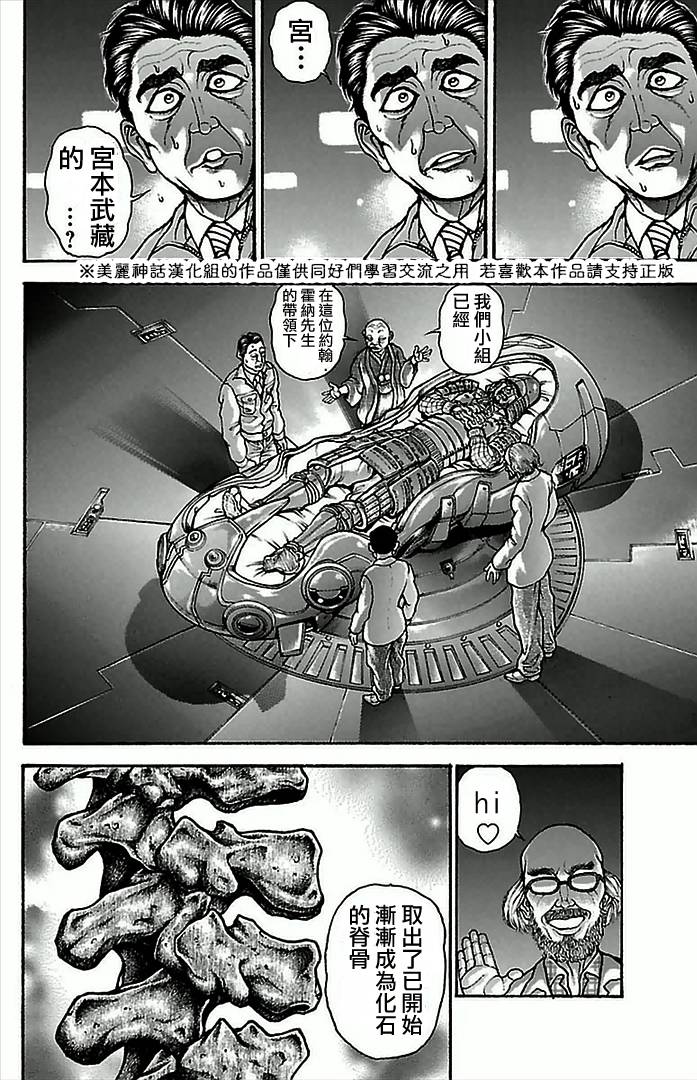 宮…
宮本武藏
的
…?
※美麗神話漢化組的作品僅供同好們學習交流之用 若喜歡本作品請支持正版
我們小組
已經
在這位約翰
霍納先生
的帶領下
hi♡
取出了已開始
漸漸成為化石
的脊骨